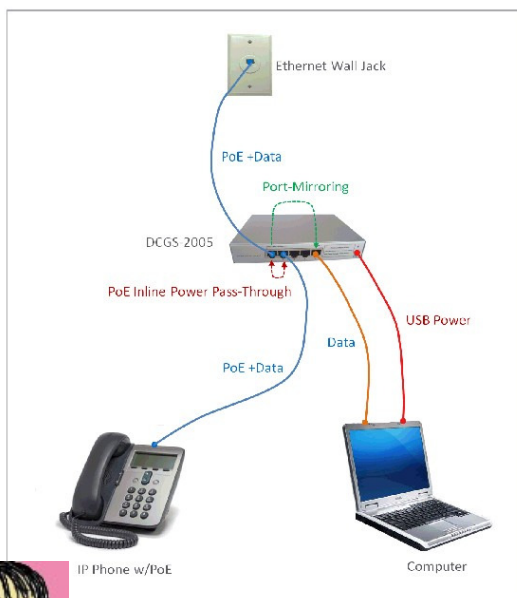 Ethernet Wall Jack
PoE +Data
Port-Mirroring
DCGS-2005
PoE Inline Power Pass-Through
USB Power
Data
PoE +Data
IP Phone w/PoE
Computer